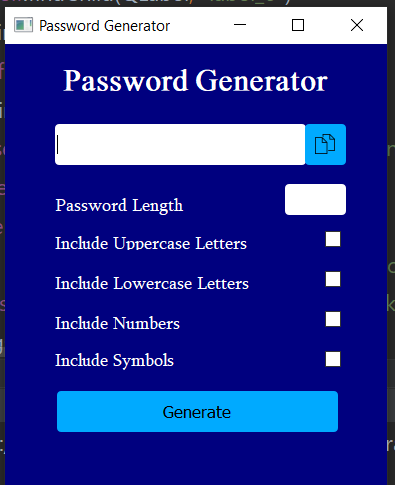 Password Generator
Password Generator
Password Length
Include Uppercase Letters
Include Lowercase Letters
Include Numbers
Include Symbols
Generate